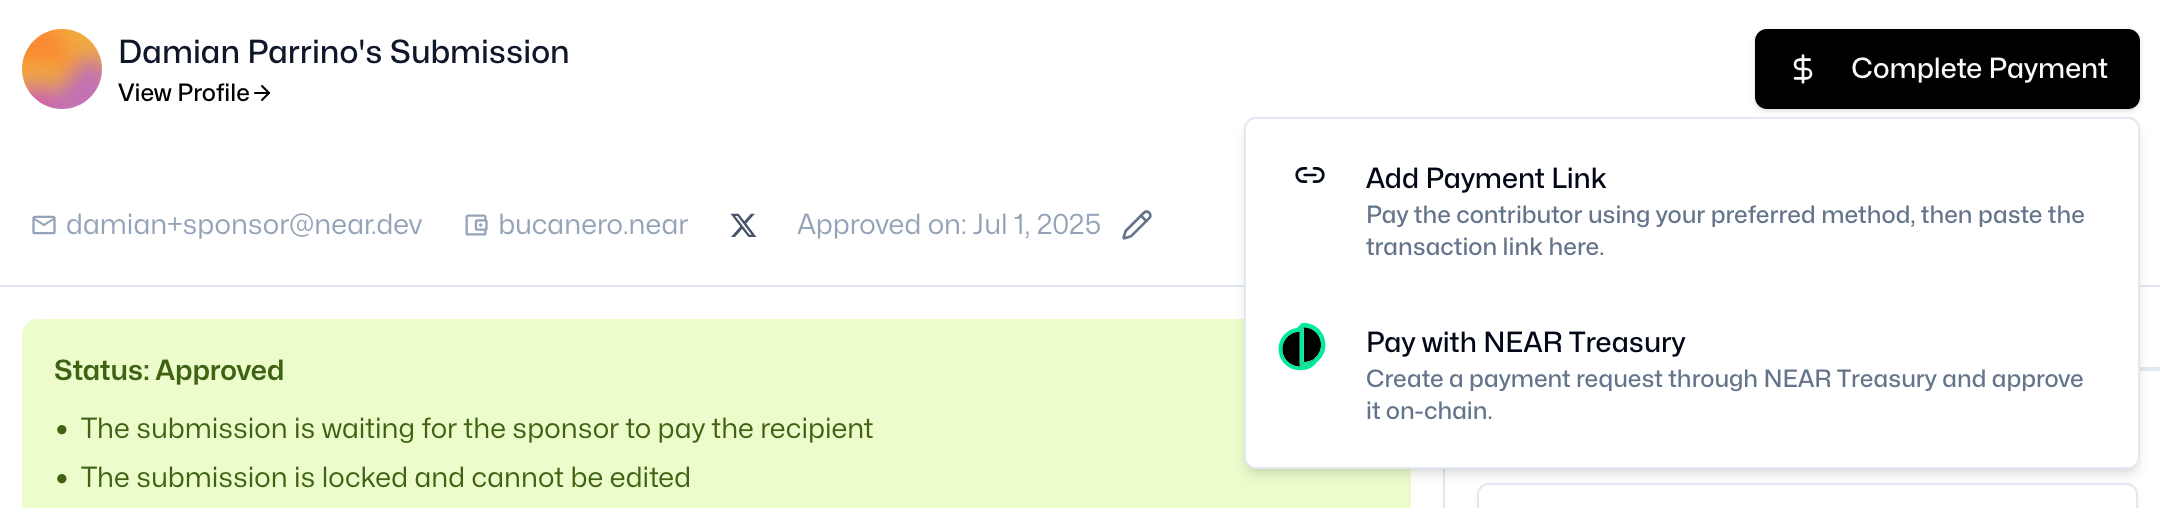 Damian Parrino's Submission
View Profile→
$ Complete Payment
damian+sponsor@near.dev
bucanero.near
X
Approved on: Jul 1, 2025
Add Payment Link
Pay the contributor using your preferred method, then paste the
transaction link here.
Pay with NEAR Treasury
Create a payment request through NEAR Treasury and approve
it on-chain.
Status: Approved
• The submission is waiting for the sponsor to pay the recipient
• The submission is locked and cannot be edited